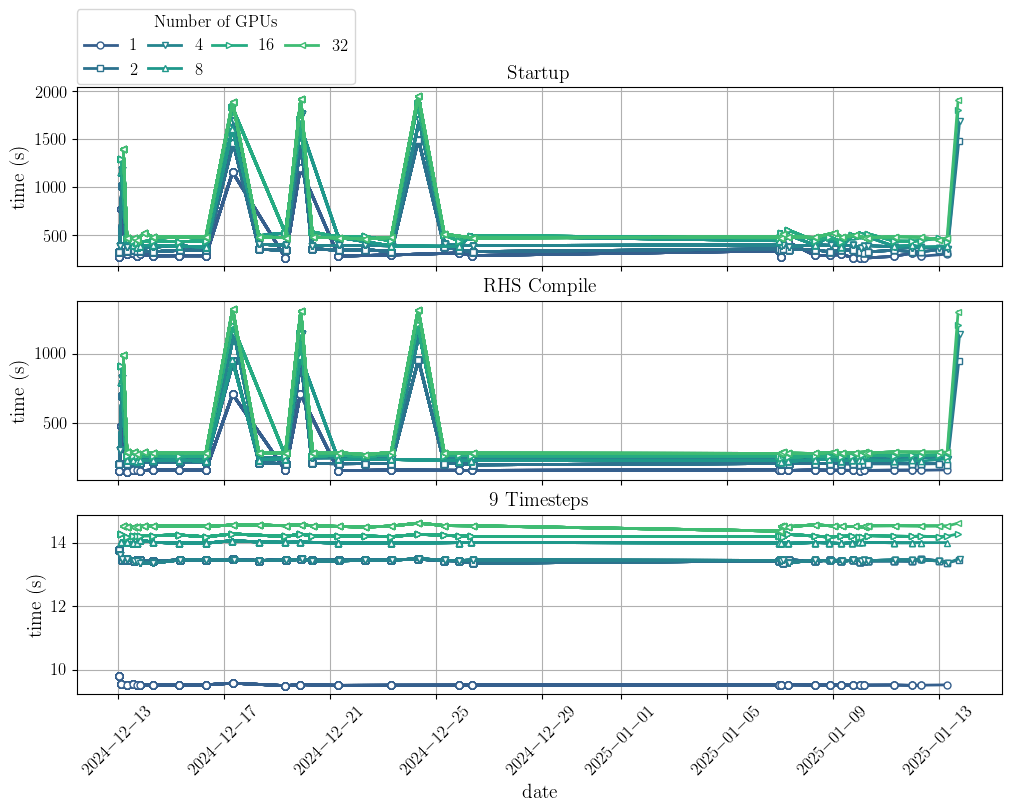 Number of GPUs
1 4 16 32
2 8
Startup
2000
1500
1000
500
time (s)
RHS Compile
1000
500
time (s)
9 Timesteps
14
12
10
time (s)
2024−12−13 2024−12−17 2024−12−21 2024−12−25 2024−12−29 2025−01−01 2025−01−05 2025−01−09 2025−01−13
date